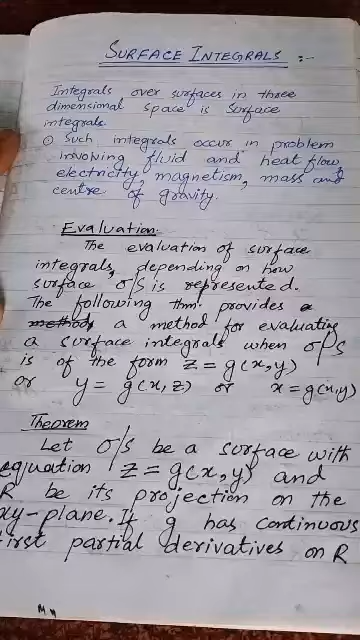 SURFACE INTEGRALS :-
Integrals over surfaces in three
dimensional space is Surface
integrals
⊙ Such integrals occur in problem
involving fluid and heat flow,
electricity, magnetism, mass and
centre of gravity.
Evaluation.
The evaluation of surface
integrals, depending on how
surface σ/s is represented.
The following thm. provides a
method, a method for evaluating
a surface integrals when σ/s
is of the form z = g(x,y)
or y = g(x,z) or x = g(x,y)
Theorem
Let σ/s be a surface with
equation z = g(x,y) and
R be its projection on the
xy-plane. If g has continuous
first partial derivatives on R